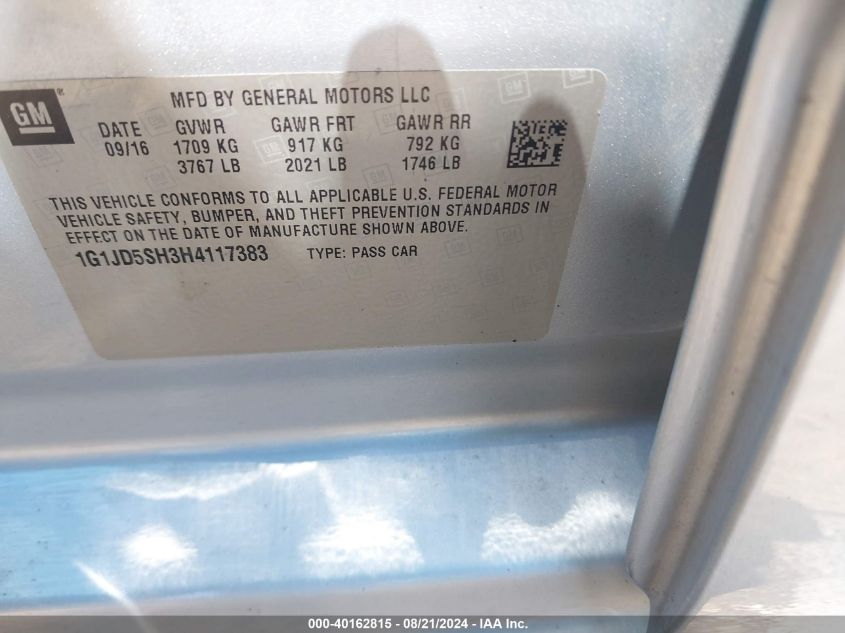 GM
MFD BY GENERAL MOTORS LLC
DATE GVWR GAWR FRT GAWR RR
09/16 1709 KG 917 KG 792 KG
3767 LB 2021 LB 1746 LB
THIS VEHICLE CONFORMS TO ALL APPLICABLE U.S. FEDERAL MOTOR
VEHICLE SAFETY, BUMPER, AND THEFT PREVENTION STANDARDS IN
EFFECT ON THE DATE OF MANUFACTURE SHOWN ABOVE.
1G1JD5SH3H4117383 TYPE: PASS CAR
000-40162815 - 08/21/2024 - IAA Inc.